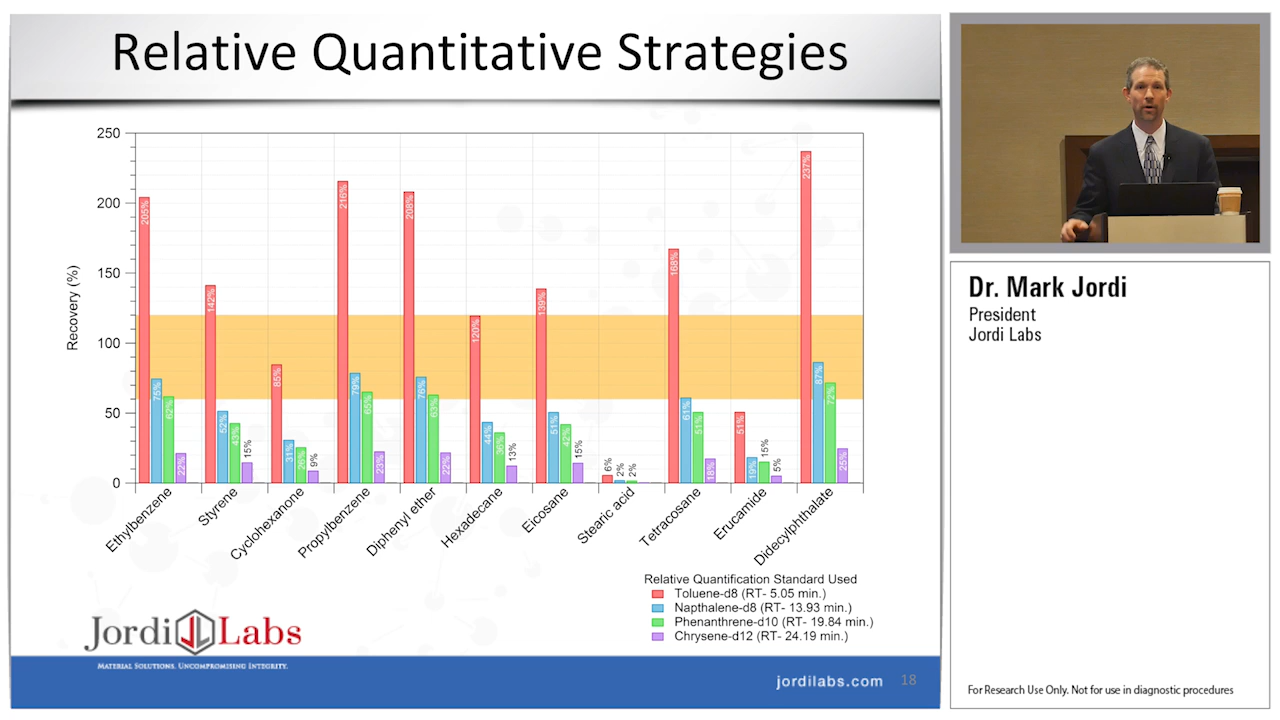 Relative Quantitative Strategies
250
200
150
100
50
0
Recovery (%)
205% 75% 62% 22%
142% 52% 43% 15%
85% 31% 26% 9%
216% 79% 65% 23%
208% 76% 63% 22%
120% 44% 36% 13%
139% 51% 42% 15%
6% 2% 2%
168% 61% 51% 18%
51% 19% 15% 5%
237% 87% 72% 25%
Ethylbenzene
Styrene
Cyclohexanone
Propylbenzene
Diphenyl ether
Hexadecane
Eicosane
Stearic acid
Tetracosane
Erucamide
Didecylphthalate
Relative Quantification Standard Used
Toluene-d8 (RT- 5.05 min.)
Napthalene-d8 (RT- 13.93 min.)
Phenanthrene-d10 (RT- 19.84 min.)
Chrysene-d12 (RT- 24.19 min.)
Jordi JL Labs
MATERIAL SOLUTIONS. UNCOMPROMISING INTEGRITY.
jordilabs.com 18
Dr. Mark Jordi
President
Jordi Labs
For Research Use Only. Not for use in diagnostic procedures